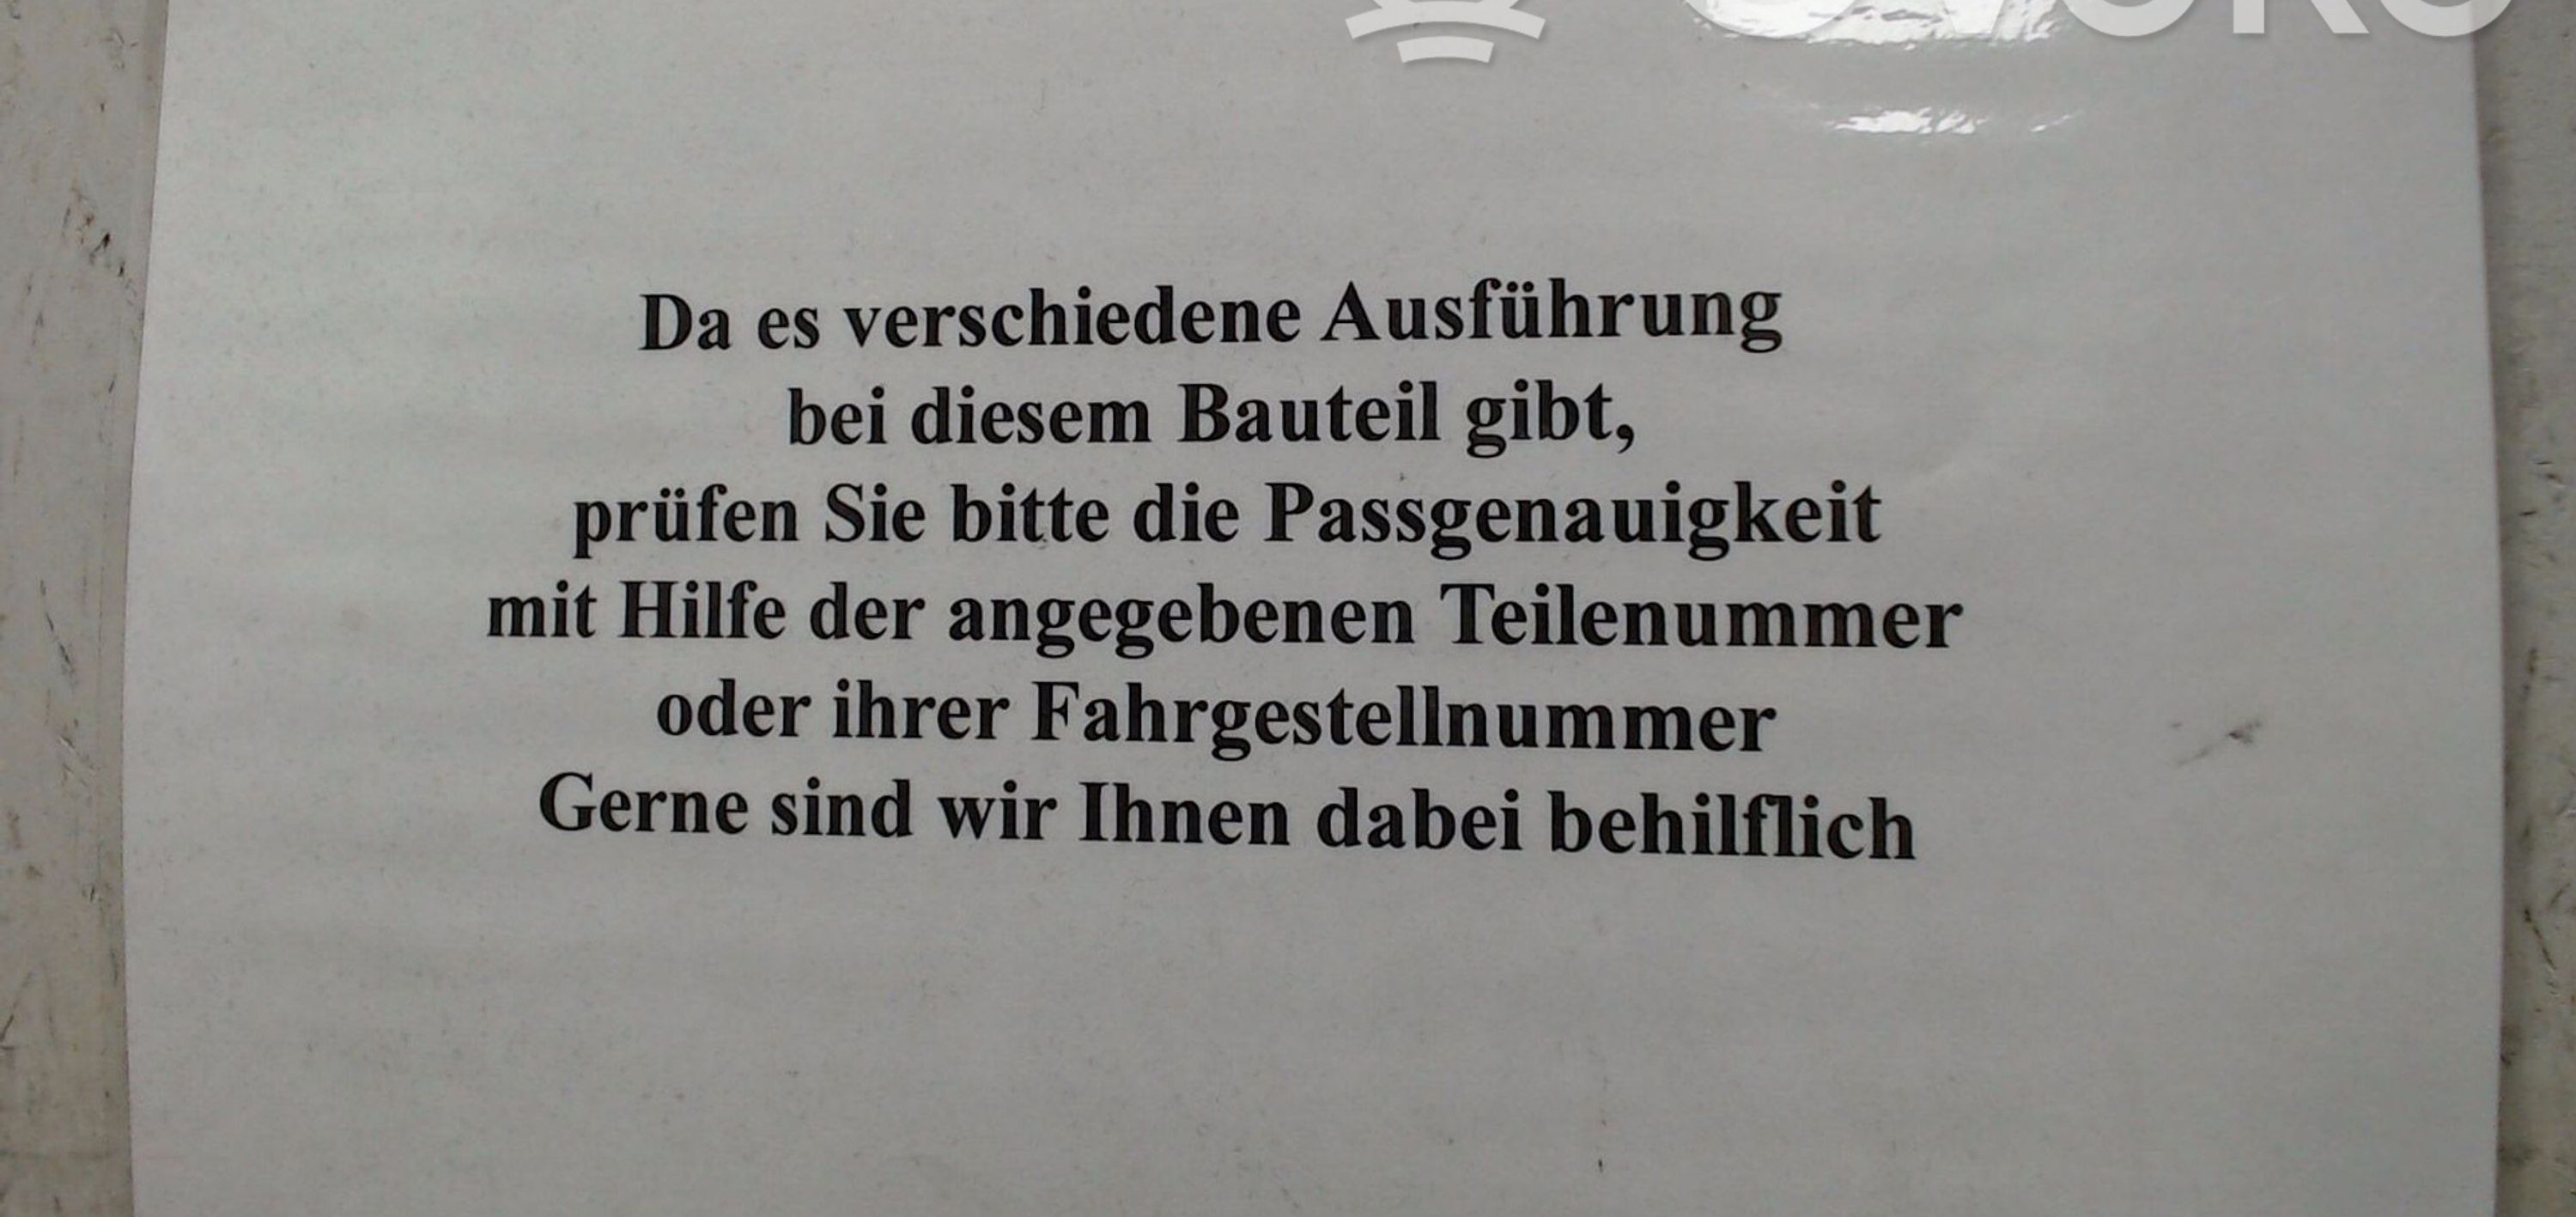 Da es verschiedene Ausführung
bei diesem Bauteil gibt,
prüfen Sie bitte die Passgenauigkeit
mit Hilfe der angegebenen Teilenummer
oder ihrer Fahrgestellnummer
Gerne sind wir Ihnen dabei behilflich